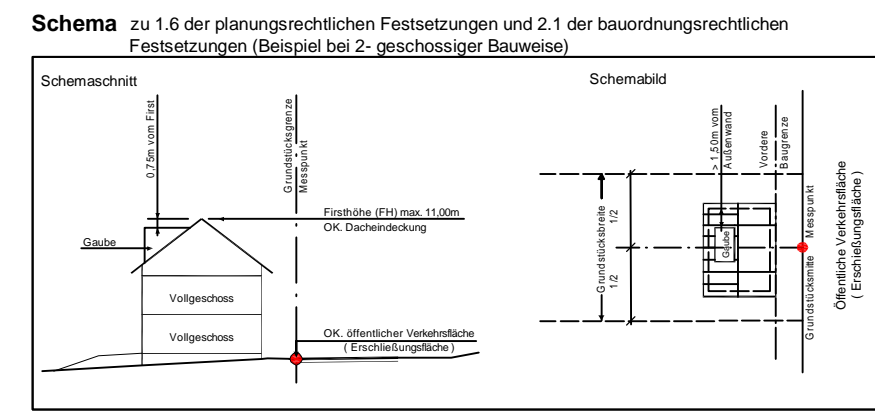 Schema zu 1.6 der planungsrechtlichen Festsetzungen und 2.1 der bauordnungsrechtlichen
Festsetzungen (Beispiel bei 2- geschossiger Bauweise)
Schemaschnitt
0,75m vom First
Grundstücksgrenze
Messpunkt
Firsthöhe (FH) max. 11,00m
OK. Dacheindeckung
Gaube
Vollgeschoss
Vollgeschoss
OK. öffentlicher Verkehrsfläche
( Erschließungsfläche )
Schemabild
> 1,50m vom
Außenwand
Vordere
Baugrenze
Grundstücksbreite
1/2
1/2
Gaube
Messpunkt
Grundstücksmitte
Öffentliche Verkehrsfläche
( Erschießungsfläche )